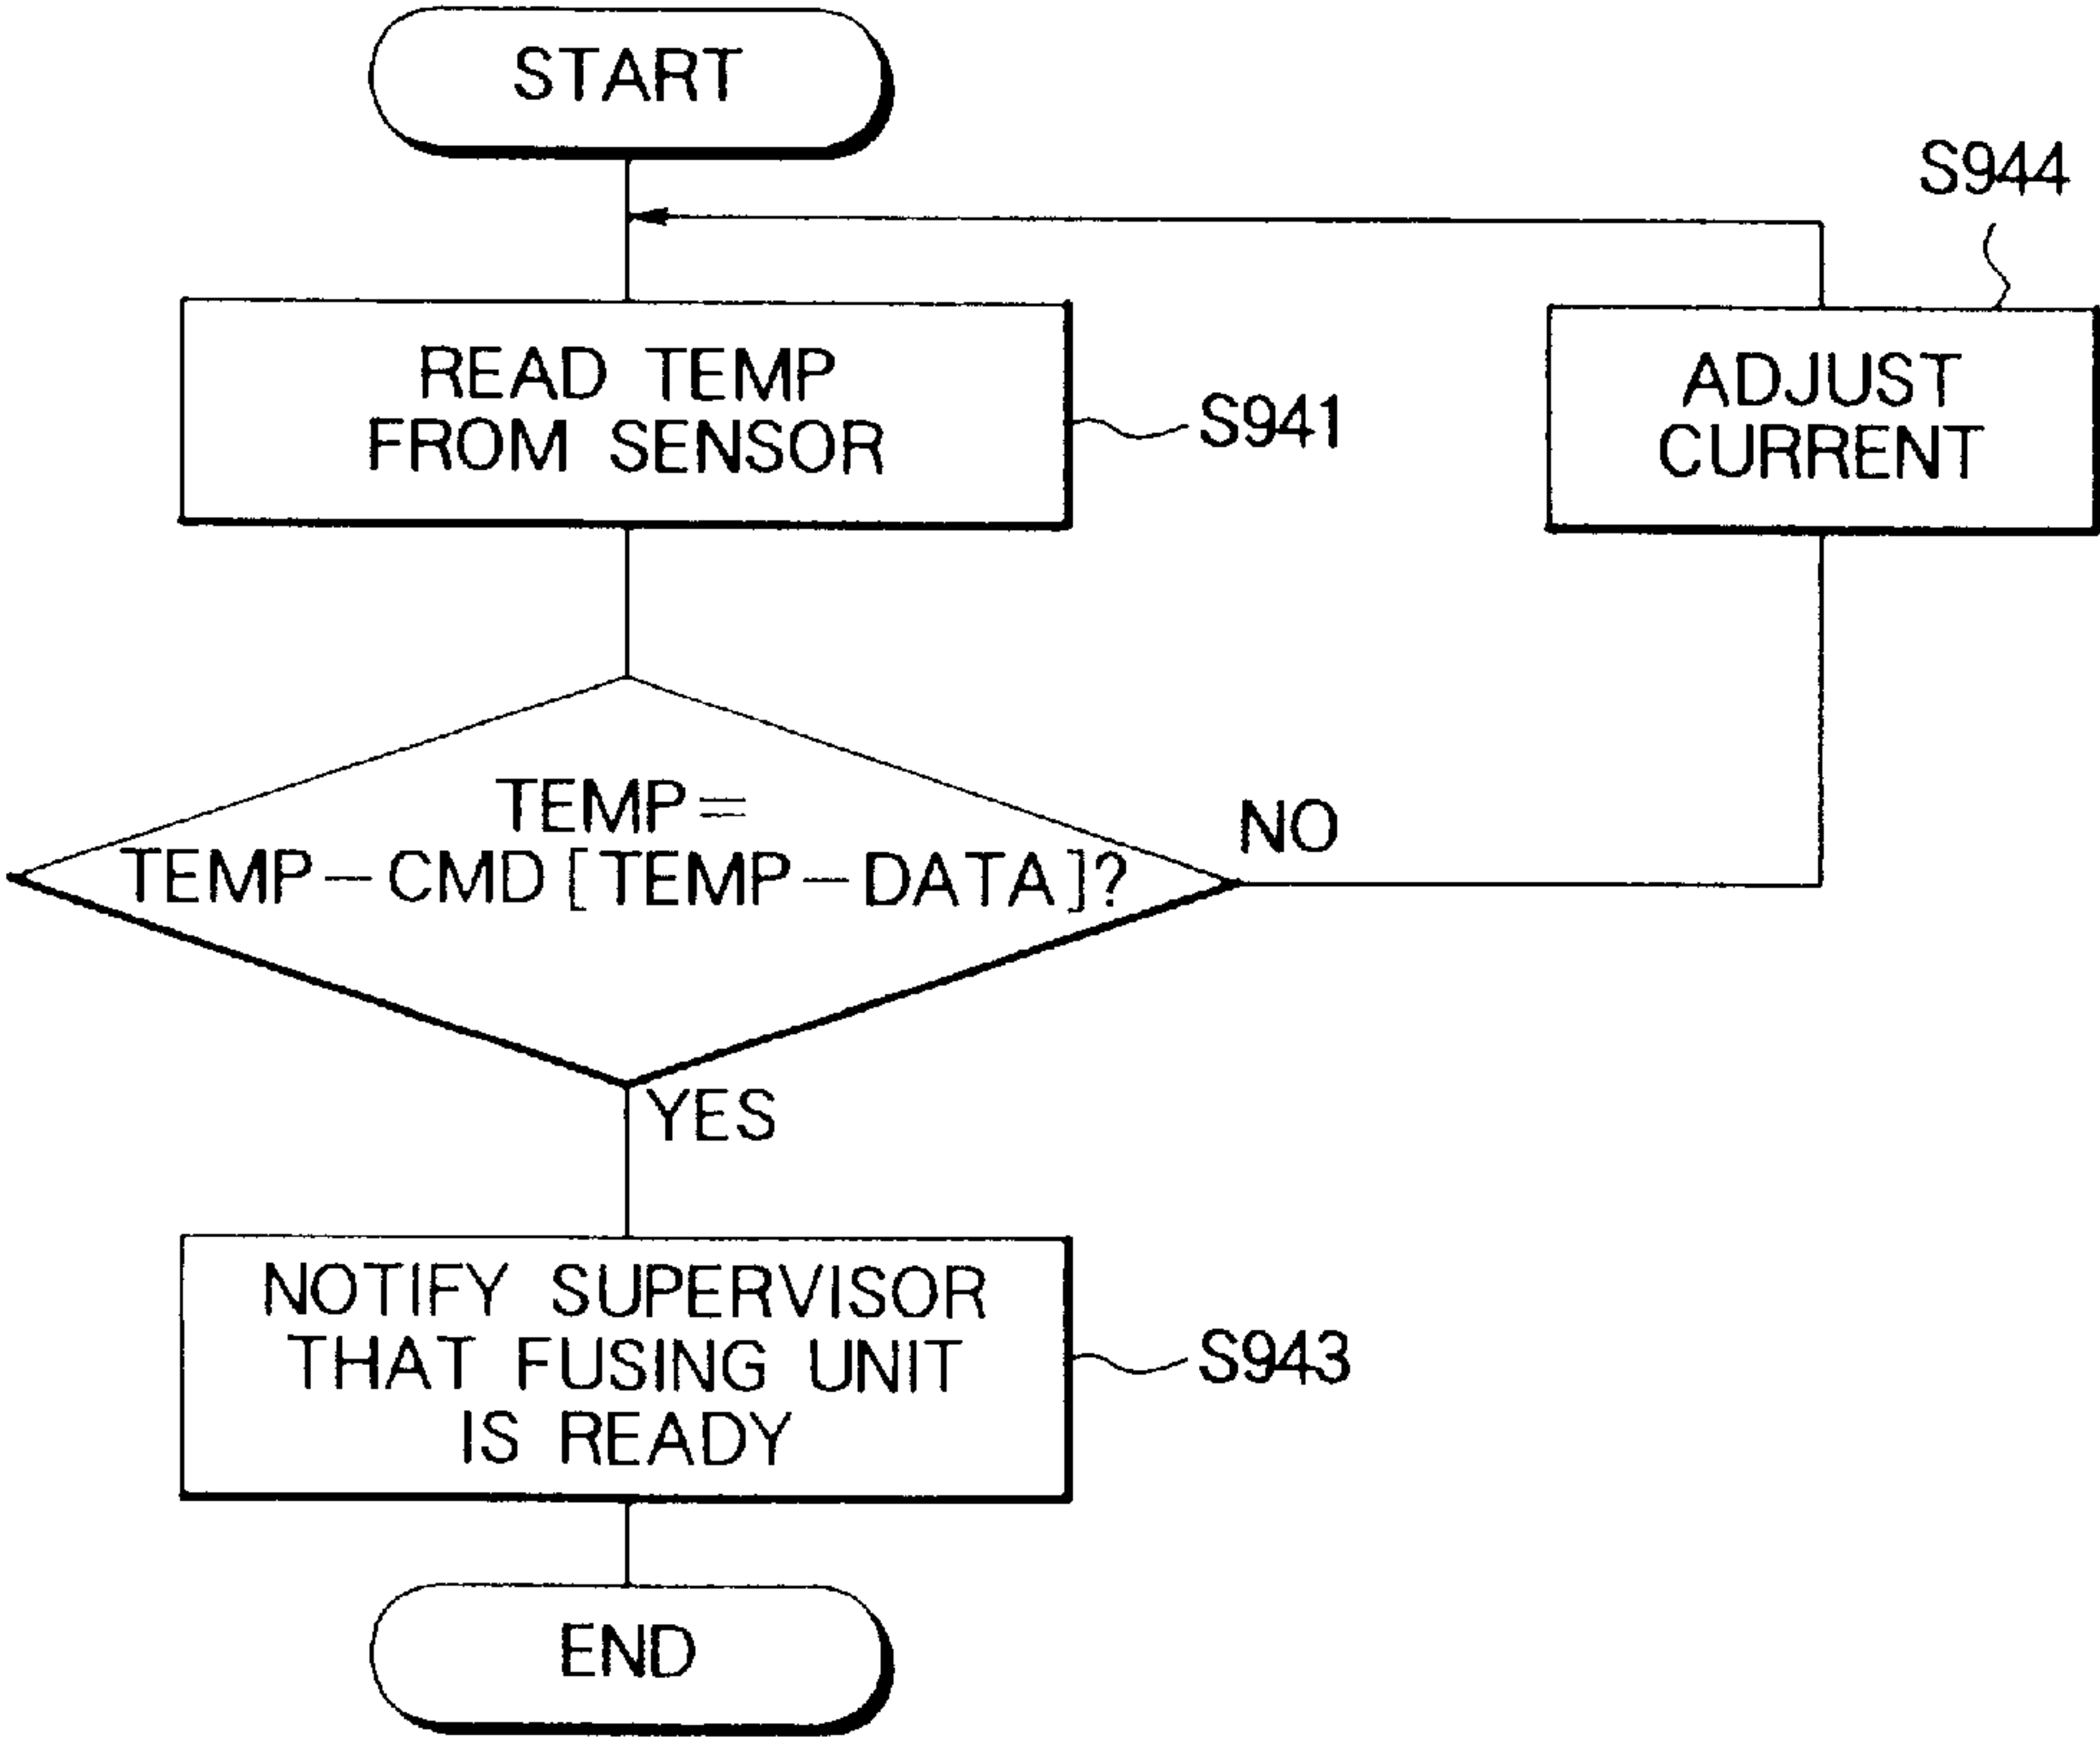 START
S944
READ TEMP
FROM SENSOR
S941
ADJUST
CURRENT
TEMP=
TEMP-CMD[TEMP-DATA]?
NO
YES
NOTIFY SUPERVISOR
THAT FUSING UNIT
IS READY
S943
END